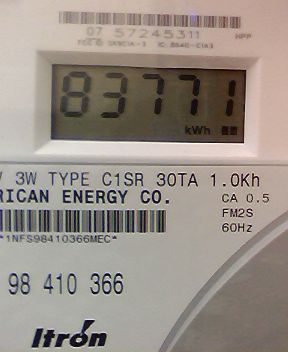 07 57245311
83771
kWh
V 3W TYPE C1SR 30TA 1.0Kh
RICAN ENERGY CO.
CA 0.5
FM2S
60Hz
*1NFS98410366MEC*
98 410 366
Itrón